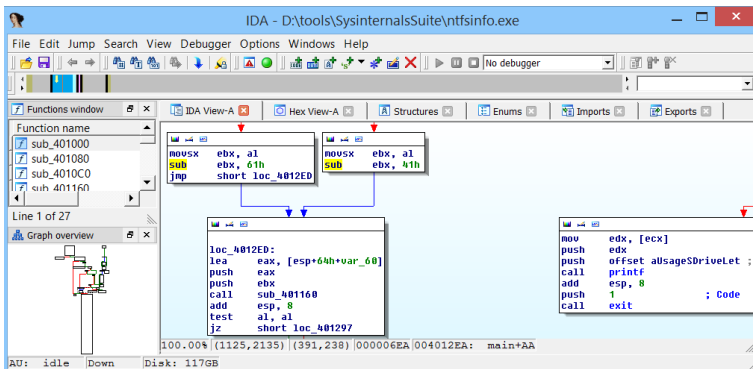 IDA - D:\tools\SysinternalsSuite\ntfsinfo.exe
File Edit Jump Search View Debugger Options Windows Help
No debugger
Functions window
IDA View-A
Hex View-A
Structures
Enums
Imports
Exports
Function name
sub_401000
sub_401080
sub_4010C0
sub_401160
Line 1 of 27
Graph overview
movsx ebx, al
sub ebx, 61h
jmp short loc_4012ED
movsx ebx, al
sub ebx, 41h
loc_4012ED:
lea eax, [esp+64h+var_60]
push eax
push ebx
call sub_401160
add esp, 8
test al, al
jz short loc_401297
mov edx, [ecx]
push edx
push offset aUsageSDriveLet ;
call printf
add esp, 8
push 1 ; Code
call exit
100.00% (1125,2135) (391,238) 000006EA 004012EA: main+AA
AU: idle Down Disk: 117GB